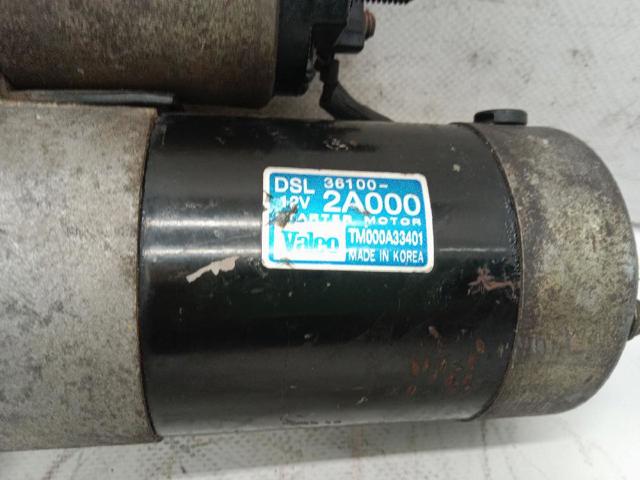 DSL 36100-
12V 2A000
STARTER MOTOR
Valeo TM000A33401
MADE IN KOREA